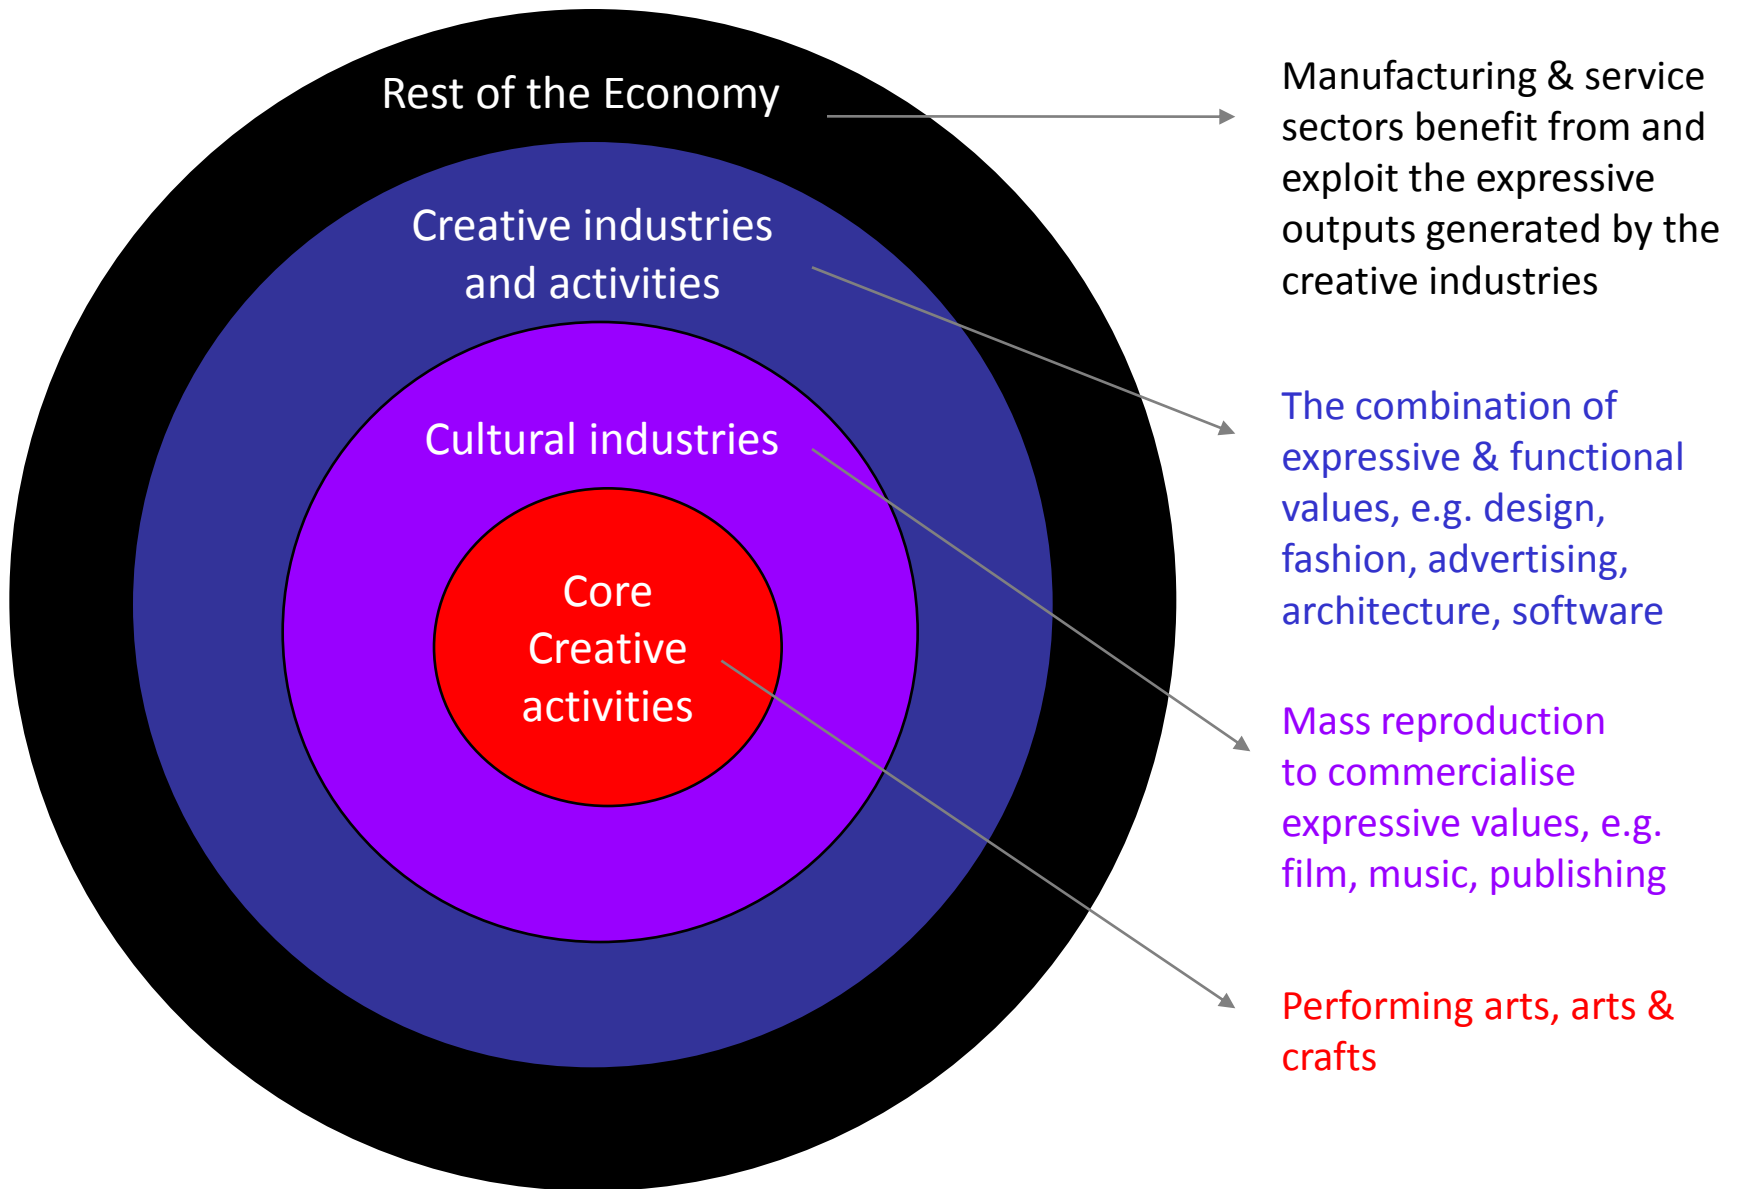 Rest of the Economy
Creative industries
and activities
Cultural industries
Core
Creative
activities
Manufacturing & service
sectors benefit from and
exploit the expressive
outputs generated by the
creative industries
The combination of
expressive & functional
values, e.g. design,
fashion, advertising,
architecture, software
Mass reproduction
to commercialise
expressive values, e.g.
film, music, publishing
Performing arts, arts &
crafts